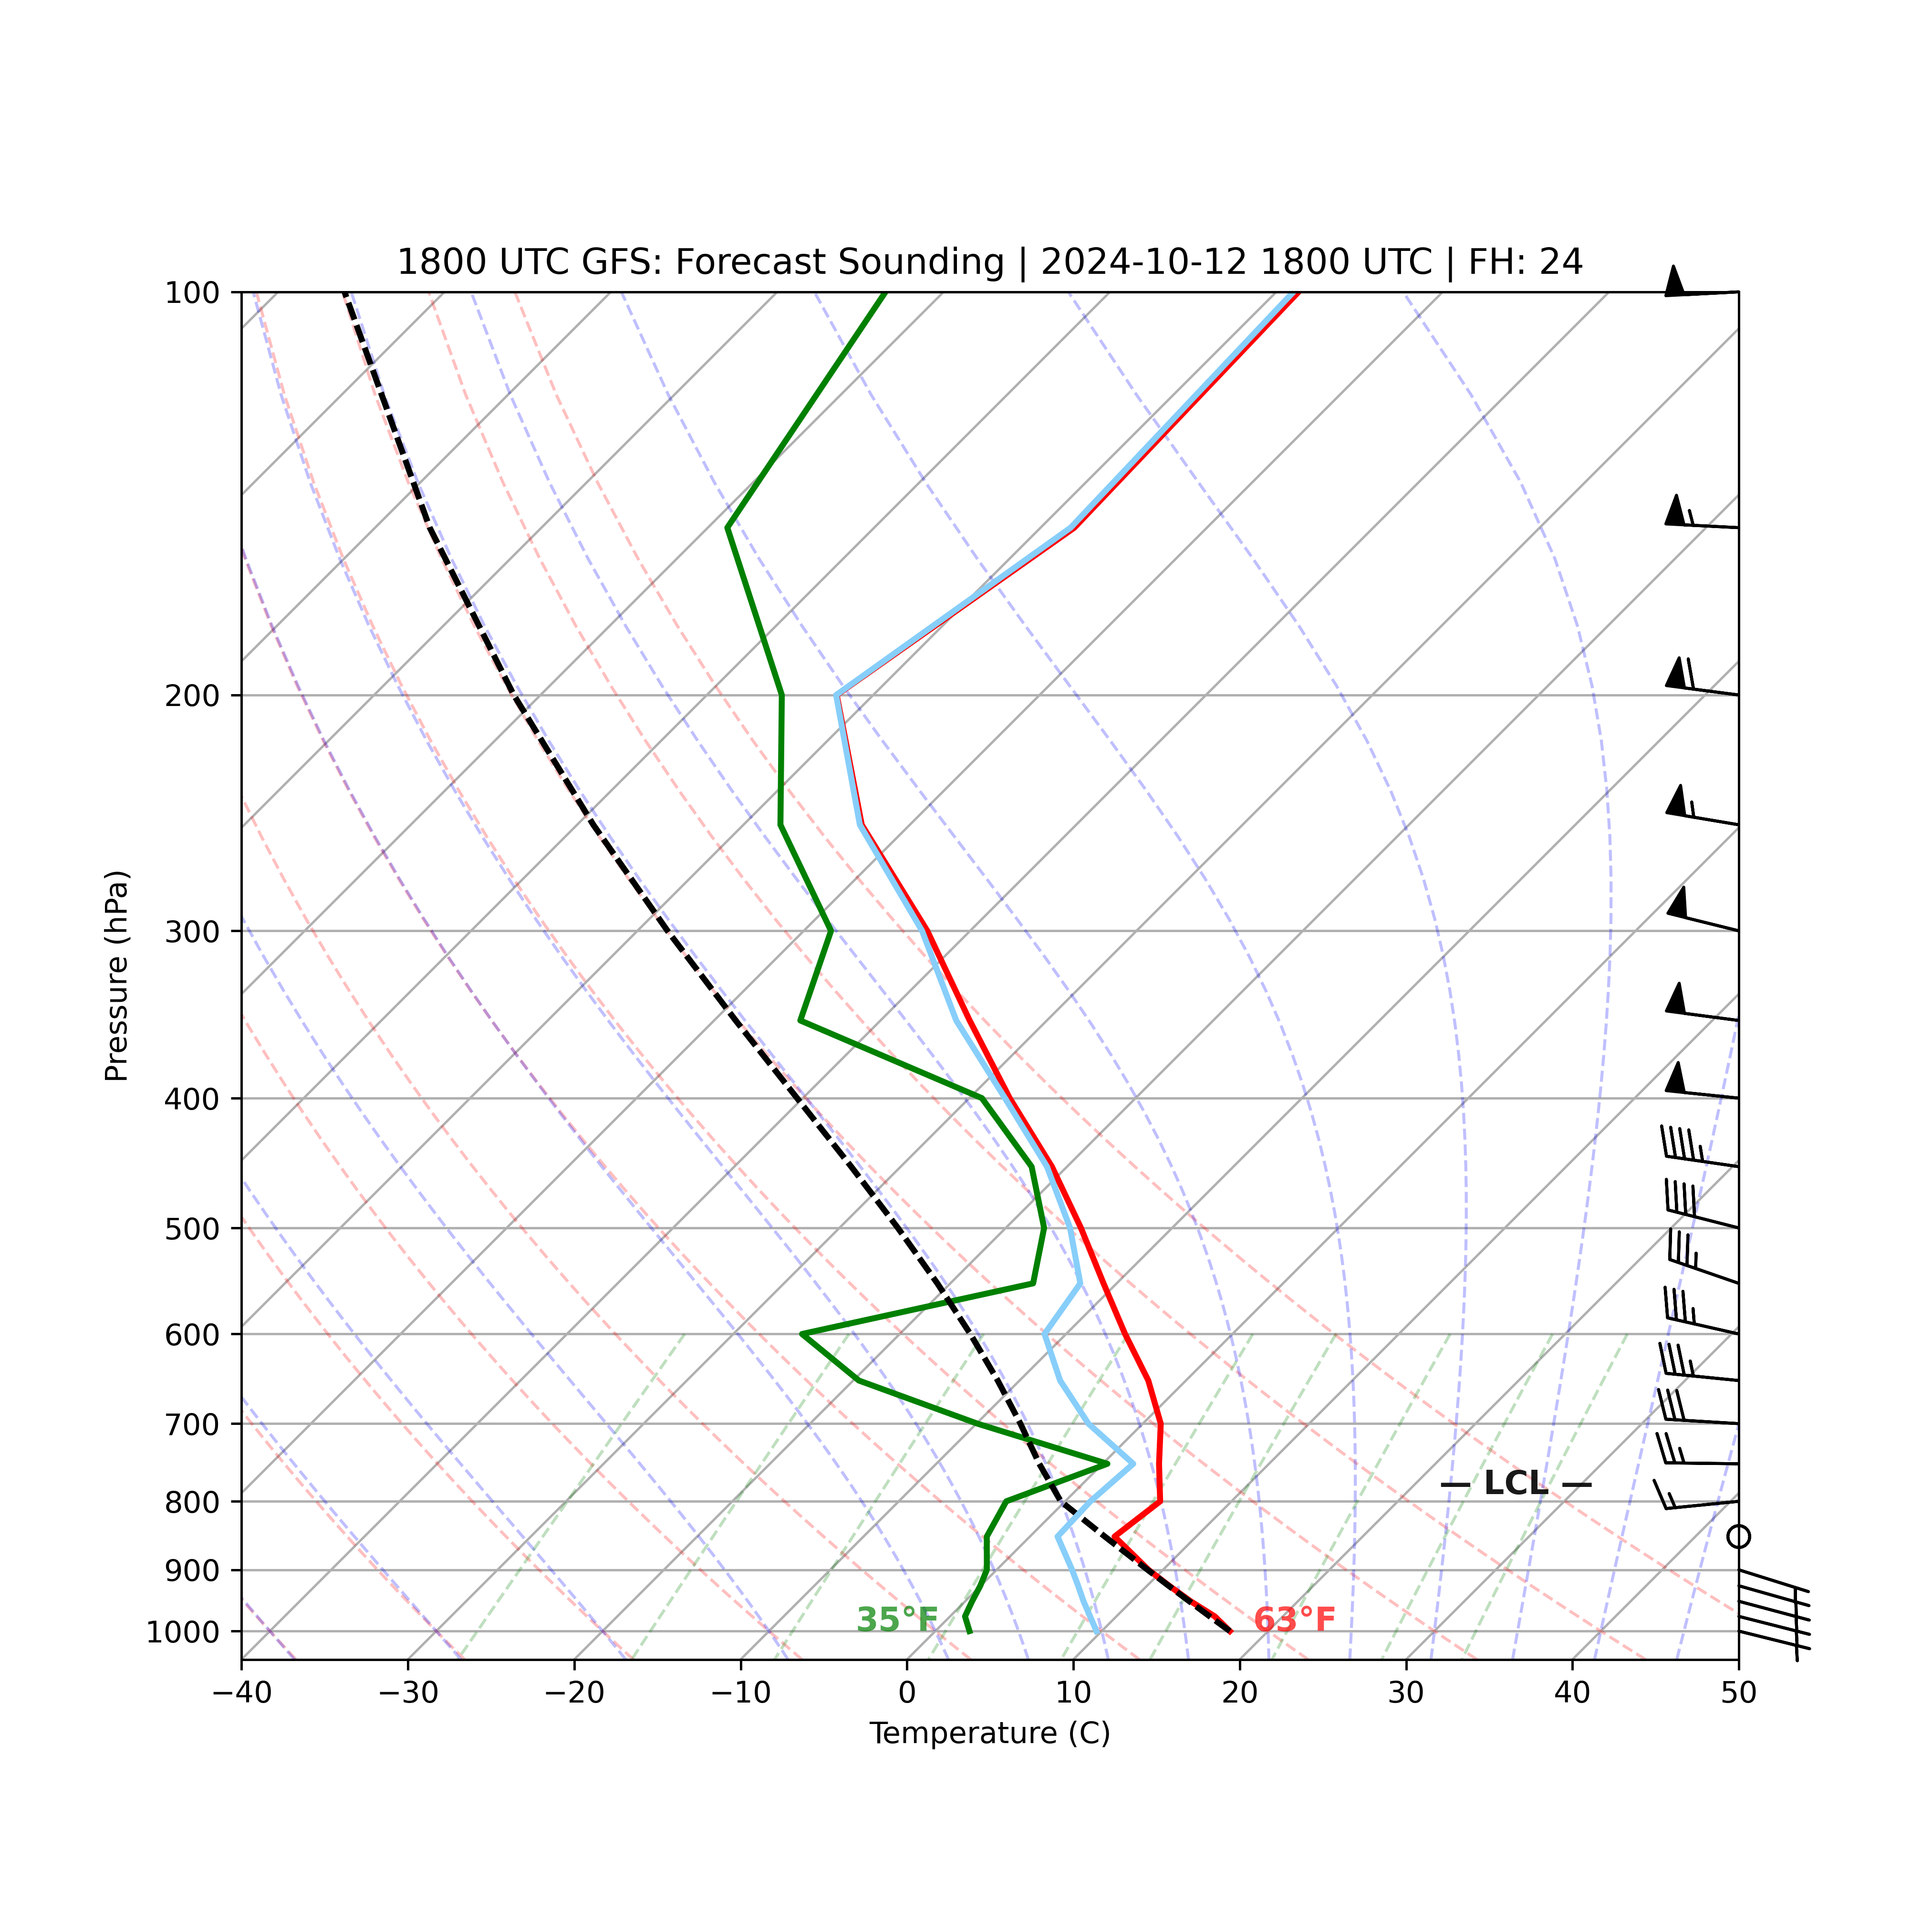 1800 UTC GFS: Forecast Sounding | 2024-10-12 1800 UTC | FH: 24
100
200
300
400
500
600
700
800
900
1000
Pressure (hPa)
— LCL —
35°F
63°F
−40 −30 −20 −10 0 10 20 30 40 50
Temperature (C)